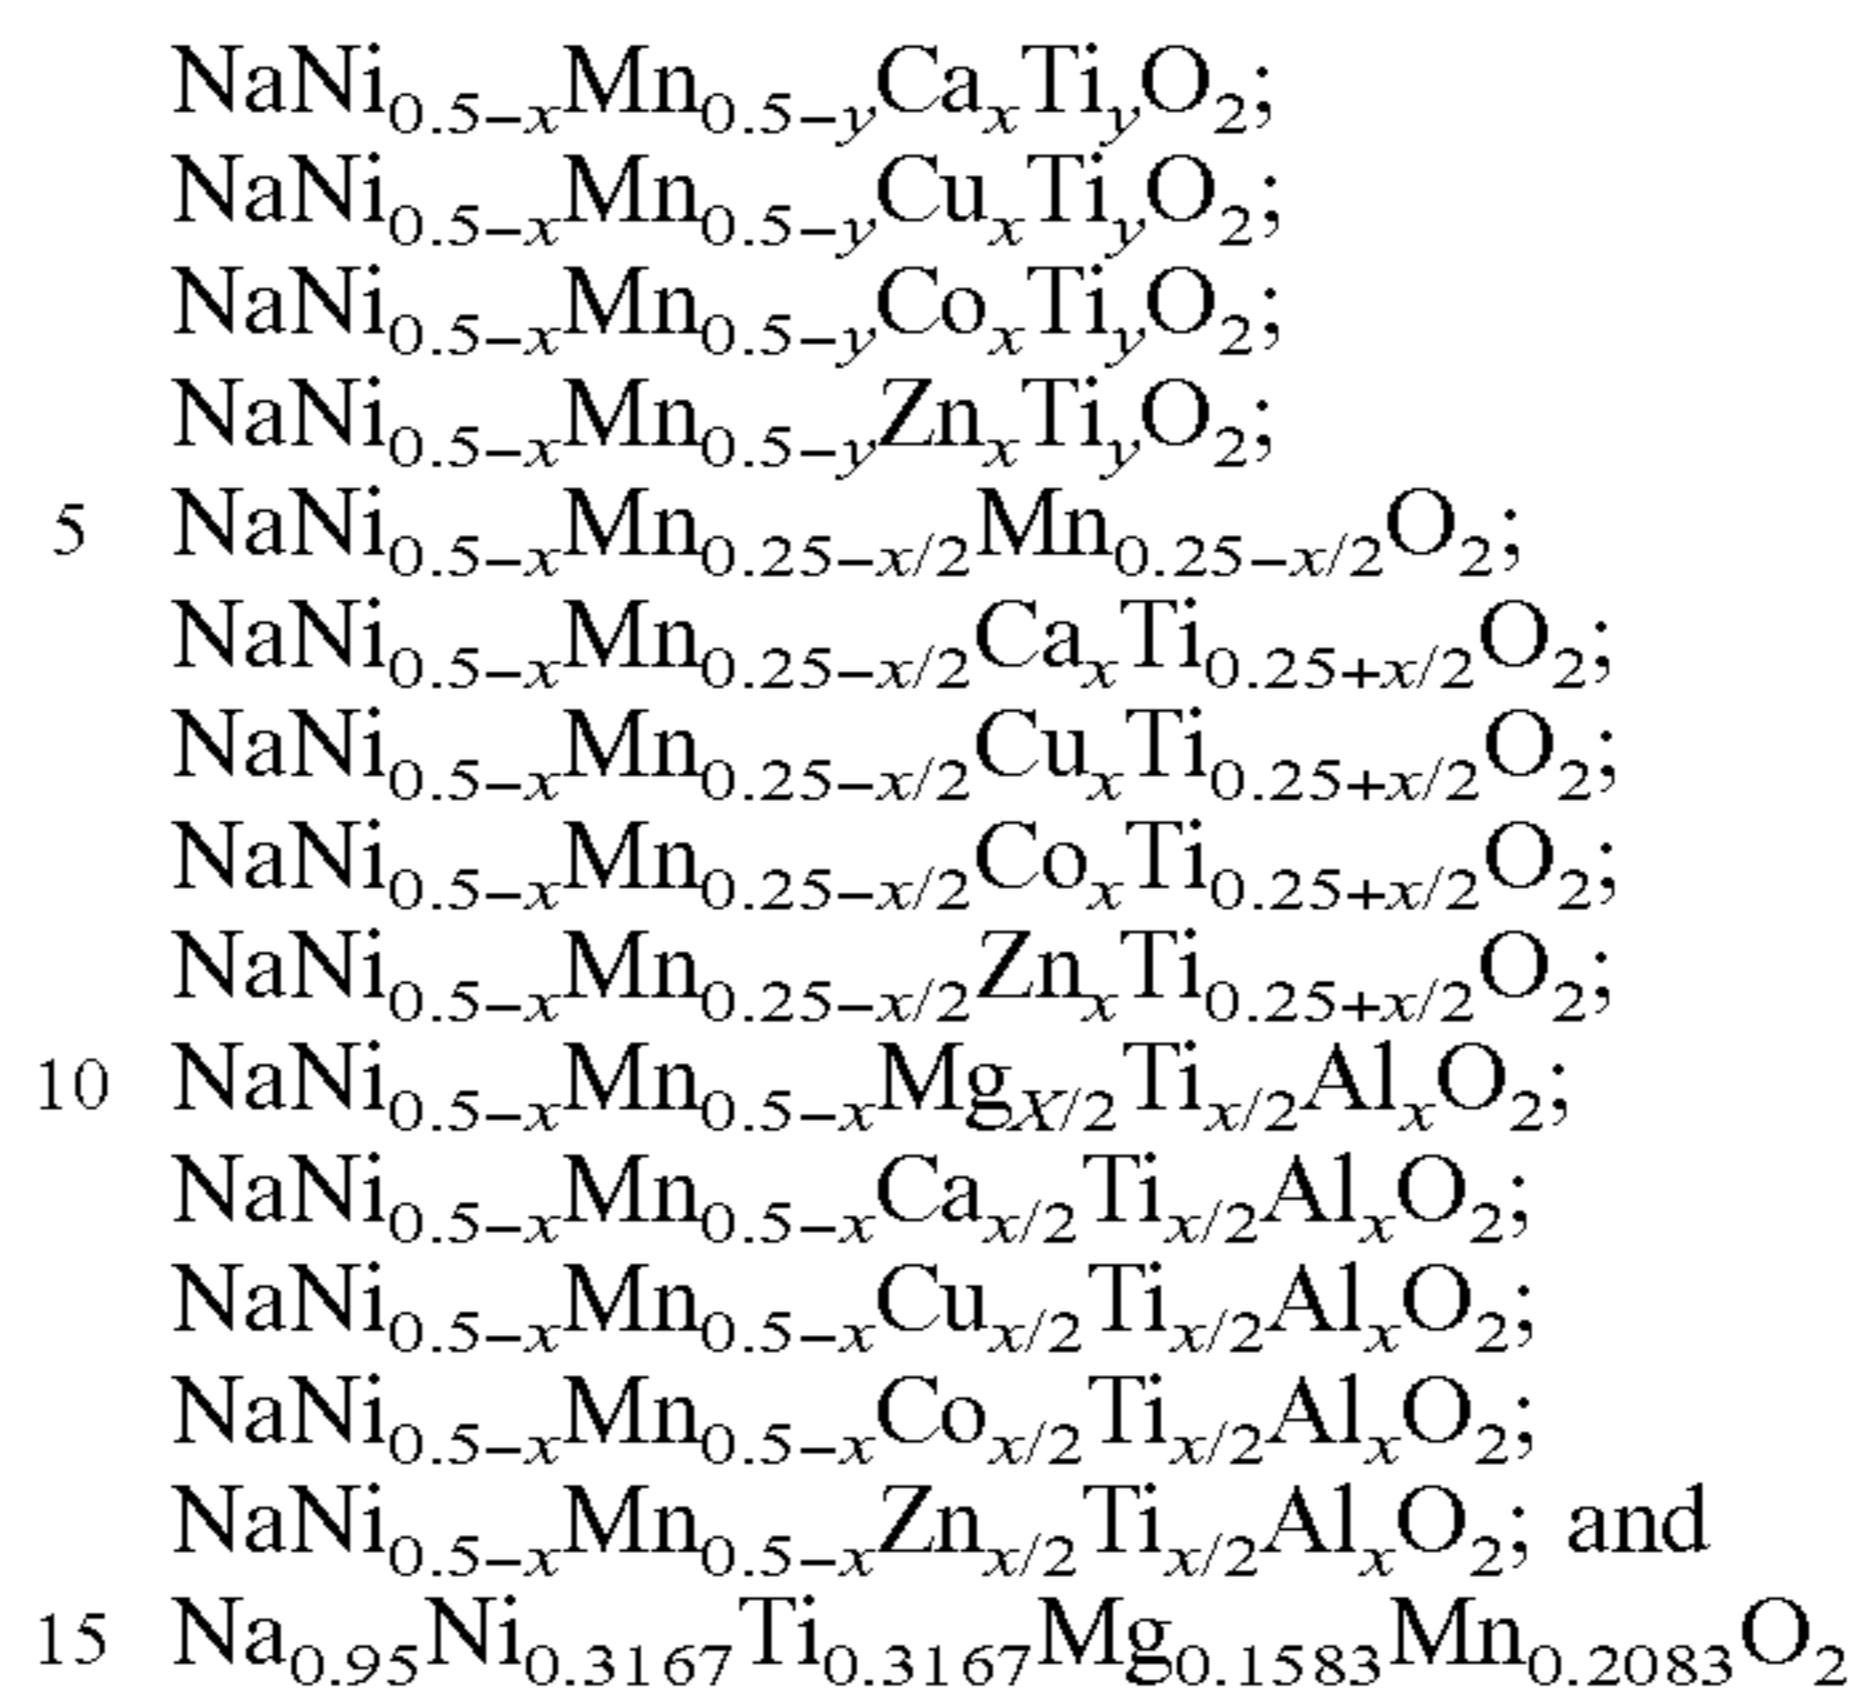 NaNi₀.₅₋ₓMn₀.₅₋ᵧCaₓTiᵧO₂;
NaNi₀.₅₋ₓMn₀.₅₋ᵧCuₓTiᵧO₂;
NaNi₀.₅₋ₓMn₀.₅₋ᵧCoₓTiᵧO₂;
NaNi₀.₅₋ₓMn₀.₅₋ᵧZnₓTiᵧO₂;
5 NaNi₀.₅₋ₓMn₀.₂₅₋ₓ/₂Mn₀.₂₅₋ₓ/₂O₂;
NaNi₀.₅₋ₓMn₀.₂₅₋ₓ/₂CaₓTi₀.₂₅₊ₓ/₂O₂;
NaNi₀.₅₋ₓMn₀.₂₅₋ₓ/₂CuₓTi₀.₂₅₊ₓ/₂O₂;
NaNi₀.₅₋ₓMn₀.₂₅₋ₓ/₂CoₓTi₀.₂₅₊ₓ/₂O₂;
NaNi₀.₅₋ₓMn₀.₂₅₋ₓ/₂ZnₓTi₀.₂₅₊ₓ/₂O₂;
10 NaNi₀.₅₋ₓMn₀.₅₋ₓMgX/₂Tiₓ/₂AlₓO₂;
NaNi₀.₅₋ₓMn₀.₅₋ₓCaₓ/₂Tiₓ/₂AlₓO₂;
NaNi₀.₅₋ₓMn₀.₅₋ₓCuₓ/₂Tiₓ/₂AlₓO₂;
NaNi₀.₅₋ₓMn₀.₅₋ₓCoₓ/₂Tiₓ/₂AlₓO₂;
NaNi₀.₅₋ₓMn₀.₅₋ₓZnₓ/₂Tiₓ/₂AlₓO₂; and
15 Na₀.₉₅Ni₀.₃₁₆₇Ti₀.₃₁₆₇Mg₀.₁₅₈₃Mn₀.₂₀₈₃O₂